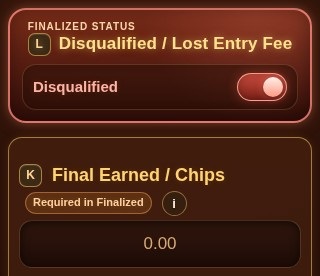 FINALIZED STATUS
L Disqualified / Lost Entry Fee
Disqualified
K Final Earned / Chips
Required in Finalized i
0.00